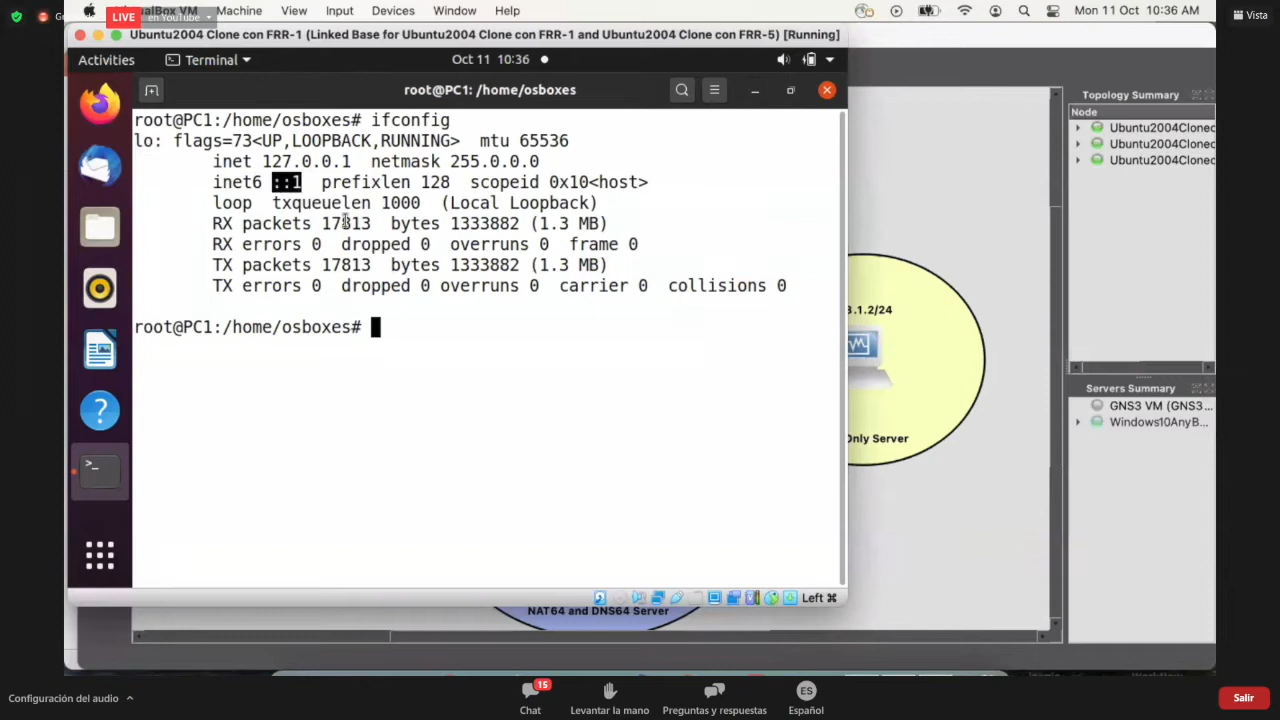 LIVE
en YouTube
VirtualBox VM Machine View Input Devices Window Help
Mon 11 Oct 10:36 AM
Vista
Ubuntu2004 Clone con FRR-1 (Linked Base for Ubuntu2004 Clone con FRR-1 and Ubuntu2004 Clone con FRR-5) [Running]
Activities
Terminal
Oct 11 10:36
root@PC1: /home/osboxes
root@PC1:/home/osboxes# ifconfig
lo: flags=73<UP,LOOPBACK,RUNNING>  mtu 65536
inet 127.0.0.1  netmask 255.0.0.0
inet6 ::1  prefixlen 128  scopeid 0x10<host>
loop  txqueuelen 1000  (Local Loopback)
RX packets 17813  bytes 1333882 (1.3 MB)
RX errors 0  dropped 0  overruns 0  frame 0
TX packets 17813  bytes 1333882 (1.3 MB)
TX errors 0  dropped 0 overruns 0  carrier 0  collisions 0
root@PC1:/home/osboxes#
Left ⌘
Topology Summary
Node
Ubuntu2004Clonec
Ubuntu2004Clonec
Ubuntu2004Clonec
Servers Summary
GNS3 VM (GNS3...
Windows10AnyB...
3.1.2/24
Only Server
NAT64 and DNS64 Server
Configuración del audio
15
Chat
Levantar la mano
Preguntas y respuestas
ES
Español
Salir